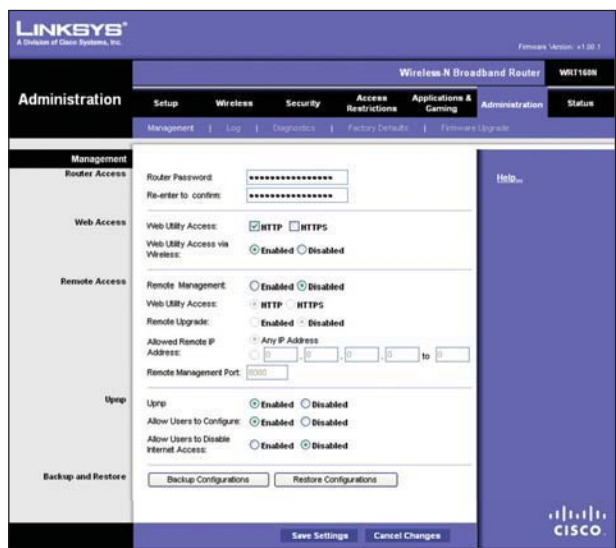 LINKSYS®
A Division of Cisco Systems, Inc.
Firmware Version: v1.00.1
Wireless-N Broadband Router WRT160N
Administration
Setup Wireless Security Access Restrictions Applications & Gaming Administration Status
Management | Log | Diagnostics | Factory Defaults | Firmware Upgrade
Management
Router Access
Router Password:
Re-enter to confirm:
Help...
Web Access
Web Utility Access: HTTP HTTPS
Web Utility Access via Wireless: Enabled Disabled
Remote Access
Remote Management: Enabled Disabled
Web Utility Access: HTTP HTTPS
Remote Upgrade: Enabled Disabled
Allowed Remote IP Address: Any IP Address
0 . 0 . 0 . 0 to 0
Remote Management Port: 8080
Upnp
Upnp Enabled Disabled
Allow Users to Configure: Enabled Disabled
Allow Users to Disable Internet Access: Enabled Disabled
Backup and Restore
Backup Configurations Restore Configurations
Save Settings Cancel Changes
CISCO